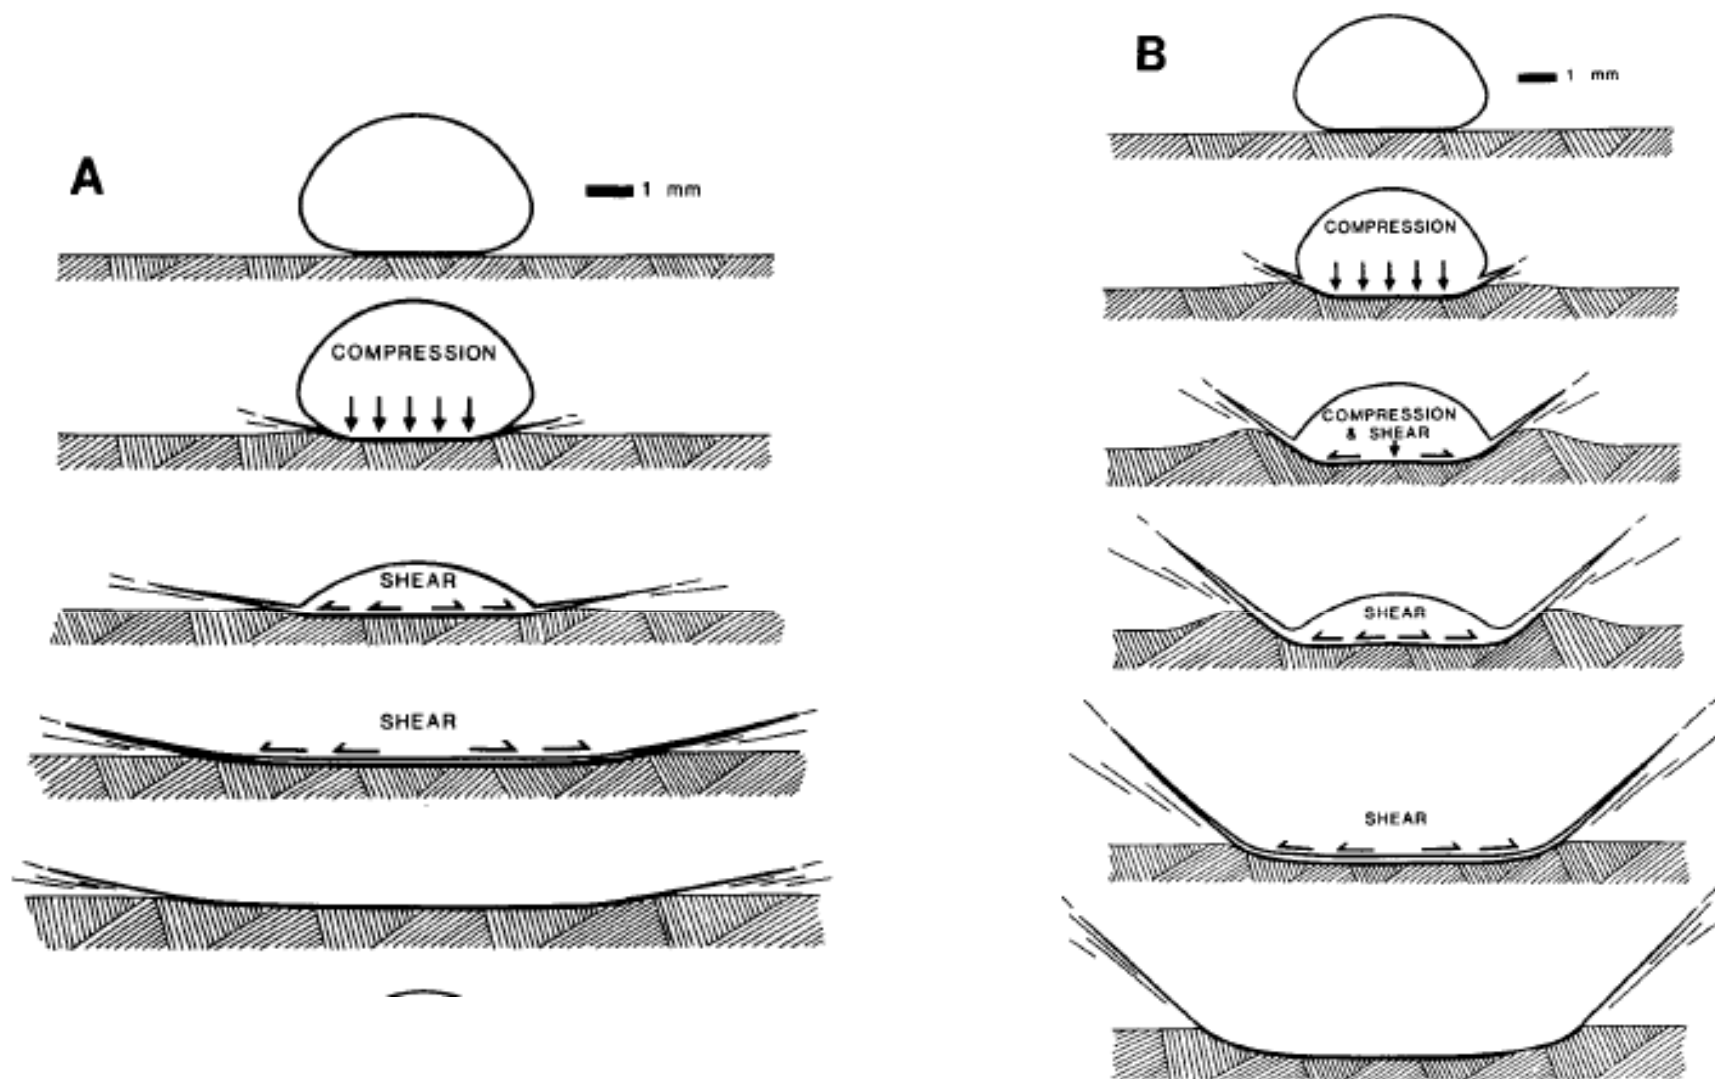 A
1 mm
COMPRESSION
SHEAR
SHEAR
B
1 mm
COMPRESSION
COMPRESSION
& SHEAR
SHEAR
SHEAR